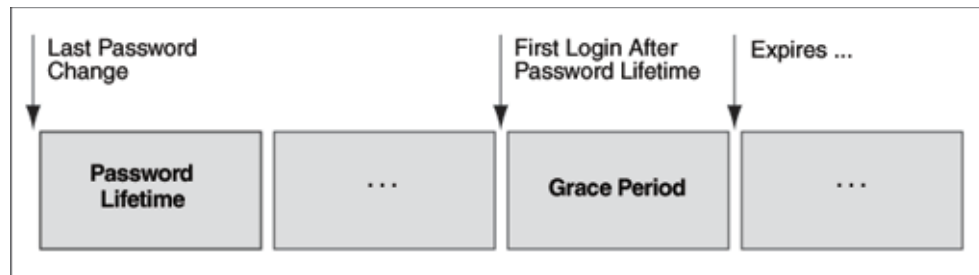 Last Password
Change
First Login After
Password Lifetime
Expires ...
Password
Lifetime
...
Grace Period
...